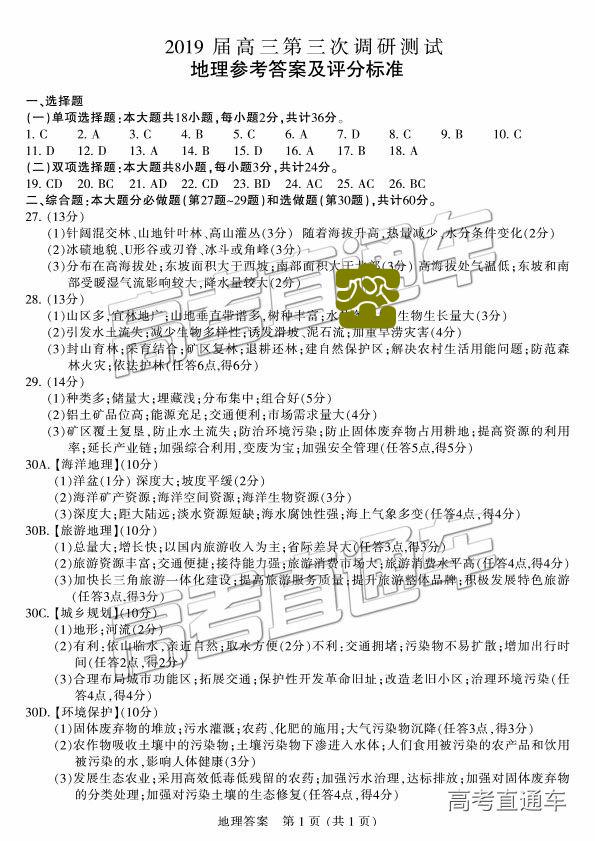 2019 届高三第三次调研测试
地理参考答案及评分标准
一、选择题
(一)单项选择题:本大题共18小题,每小题2分,共计36分。
1. C 2. A 3. C 4. B 5. C 6. A 7. D 8. C 9. B 10. C
11. D 12. D 13. A 14. B 15. D 16. A 17. B 18. A
(二)双项选择题:本大题共8小题,每小题3分,共计24分。
19. CD 20. BC 21. AD 22. CD 23. BD 24. AC 25. AC 26. BC
二、综合题:本大题分必做题(第27题~29题)和选做题(第30题),共计60分。
27. (13分)
(1)针阔混交林、山地针叶林、高山灌丛(3分) 随着海拔升高,热量减少,水分条件变化(2分)
(2)冰碛地貌、U形谷或刃脊、冰斗或角峰(3分)
(3)分布在高海拔处;东坡面积大于西坡;南部面积大于北部(3分) 高海拔处气温低;东坡和南
部受暖湿气流影响较大,降水量较大(2分)
28. (13分)
(1)山区多,宜林地广;山地垂直带谱多,树种丰富;水 生物生长量大(3分)
(2)引发水土流失;减少生物多样性;诱发滑坡、泥石流;加重旱涝灾害(4分)
(3)封山育林;采育结合;矿区复林;退耕还林;建自然保护区;解决农村生活用能问题;防范森
林火灾;依法护林(任答6点,得6分)
29. (14分)
(1)种类多;储量大;埋藏浅;分布集中;组合好(5分)
(2)铝土矿品位高;能源充足;交通便利;市场需求量大(4分)
(3)矿区覆土复垦,防止水土流失;防治环境污染;防止固体废弃物占用耕地;提高资源的利用
率;延长产业链;加强综合利用,变废为宝;加强安全管理(任答5点,得5分)
30A.【海洋地理】(10分)
(1)洋盆(1分) 深度大;坡度平缓(2分)
(2)海洋矿产资源;海洋空间资源;海洋生物资源(3分)
(3)深度大;距大陆远;淡水资源短缺;海水腐蚀性强;海上气象多变(任答4点,得4分)
30B.【旅游地理】(10分)
(1)总量大;增长快;以国内旅游收入为主;省际差异大(任答3点,得3分)
(2)旅游资源丰富;交通便捷;接待能力强;旅游消费市场大;旅游消费水平高(任答4点,得4分)
(3)加快长三角旅游一体化建设;提高旅游服务质量;提升旅游整体品牌;积极发展特色旅游
(任答3点,得3分)
30C.【城乡规划】(10分)
(1)地形;河流(2分)
(2)有利:依山临水,亲近自然;取水方便(2分)不利:交通拥堵;污染物不易扩散;增加出行时
间(任答2点,得2分)
(3)合理布局城市功能区;拓展交通;保护性开发革命旧址;改造老旧小区;治理环境污染(任
答4点,得4分)
30D.【环境保护】(10分)
(1)固体废弃物的堆放;污水灌溉;农药、化肥的施用;大气污染物沉降(任答3点,得3分)
(2)农作物吸收土壤中的污染物;土壤污染物下渗进入水体;人们食用被污染的农产品和饮用
被污染的水,影响人体健康(3分)
(3)发展生态农业;采用高效低毒低残留的农药;加强污水治理,达标排放;加强对固体废弃物
的分类处理;加强对污染土壤的生态修复(任答4点,得4分)
高考直通车
高考直通车
高考直通车
地理答案 第1页(共1页)